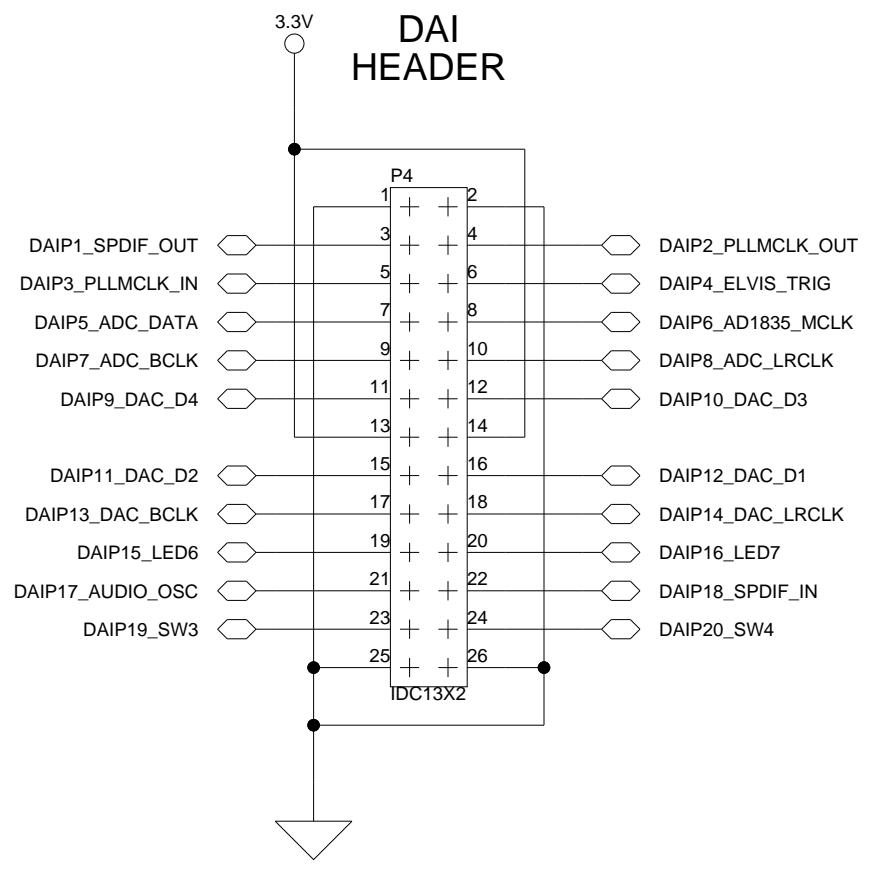 3.3V
DAI
HEADER
P4
1 2
DAIP1_SPDIF_OUT 3 4 DAIP2_PLLMCLK_OUT
DAIP3_PLLMCLK_IN 5 6 DAIP4_ELVIS_TRIG
DAIP5_ADC_DATA 7 8 DAIP6_AD1835_MCLK
DAIP7_ADC_BCLK 9 10 DAIP8_ADC_LRCLK
DAIP9_DAC_D4 11 12 DAIP10_DAC_D3
13 14
DAIP11_DAC_D2 15 16 DAIP12_DAC_D1
DAIP13_DAC_BCLK 17 18 DAIP14_DAC_LRCLK
DAIP15_LED6 19 20 DAIP16_LED7
DAIP17_AUDIO_OSC 21 22 DAIP18_SPDIF_IN
DAIP19_SW3 23 24 DAIP20_SW4
25 26
IDC13X2